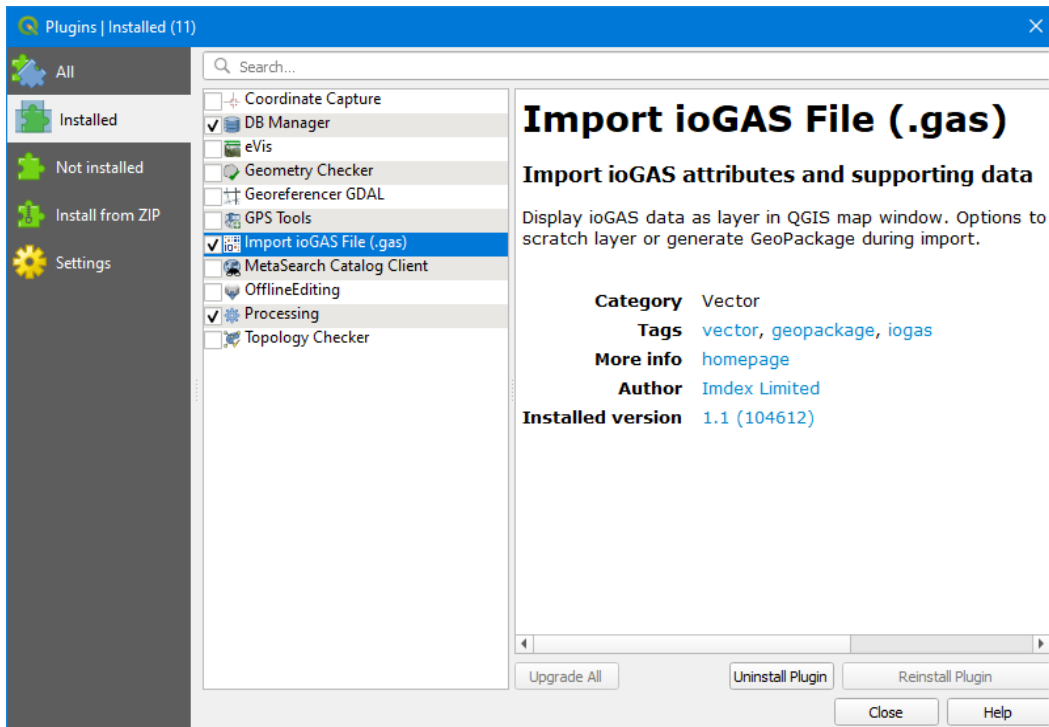 Plugins | Installed (11)
All
Installed
Not installed
Install from ZIP
Settings
Search...
Coordinate Capture
DB Manager
eVis
Geometry Checker
Georeferencer GDAL
GPS Tools
Import ioGAS File (.gas)
MetaSearch Catalog Client
OfflineEditing
Processing
Topology Checker
Import ioGAS File (.gas)
Import ioGAS attributes and supporting data
Display ioGAS data as layer in QGIS map window. Options to
scratch layer or generate GeoPackage during import.
Category Vector
Tags vector, geopackage, iogas
More info homepage
Author Imdex Limited
Installed version 1.1 (104612)
Upgrade All Uninstall Plugin Reinstall Plugin
Close Help